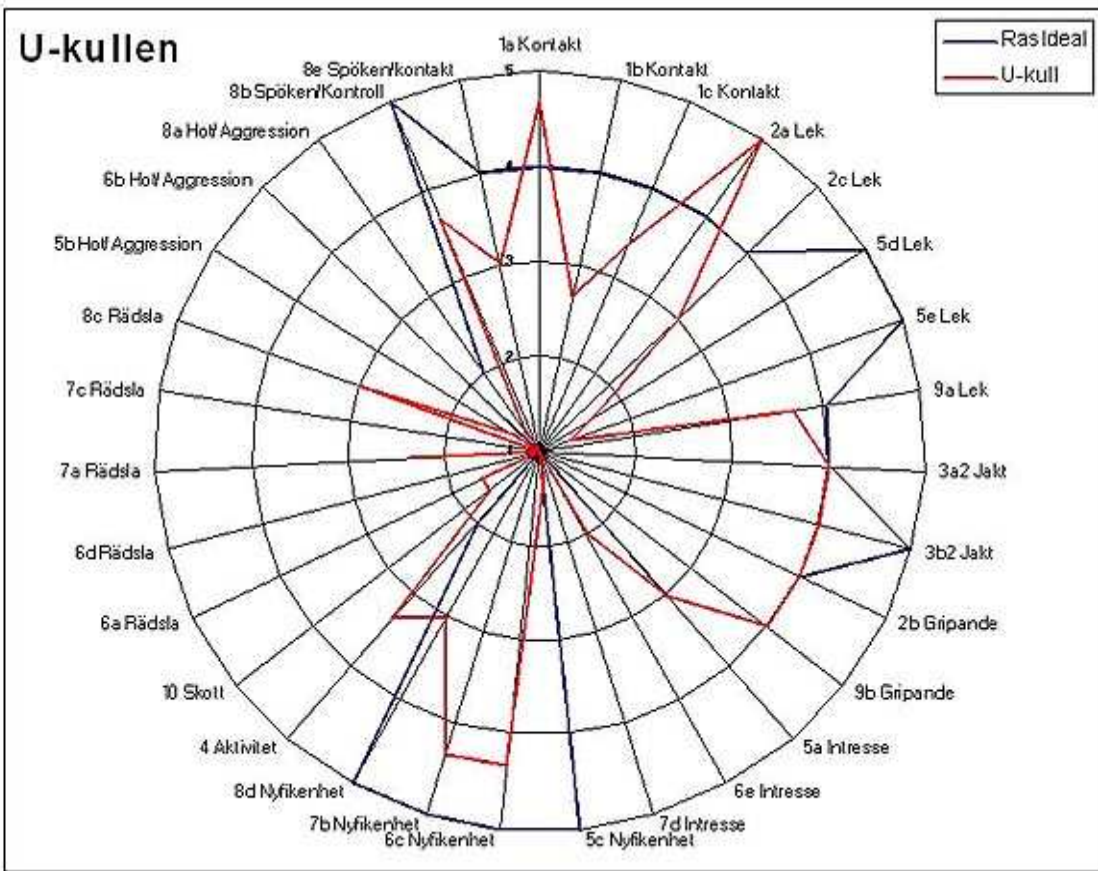 U-kullen
RasIdeal
U-kull
1a Kontakt
1b Kontakt
1c Kontakt
2a Lek
2c Lek
5d Lek
5e Lek
9a Lek
3a2 Jakt
3b2 Jakt
2b Gripande
9b Gripande
5a Intresse
6e Intresse
7d Intresse
5c Nyfikenhet
6c Nyfikenhet
7b Nyfikenhet
8d Nyfikenhet
4 Aktivitet
10 Skott
6a Rädsla
6d Rädsla
7a Rädsla
7c Rädsla
8c Rädsla
5b Hot/Aggression
6b Hot/Aggression
8a Hot/Aggression
8b Spöken/Kontroll
8e Spöken/kontakt
5
4
3
2
1